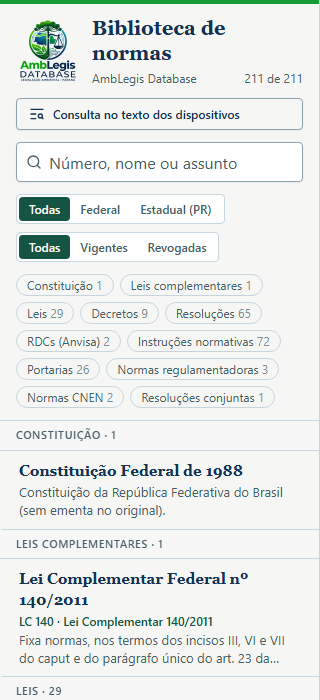 Biblioteca de
normas
AmbLegis
DATABASE
LEGISLAÇÃO AMBIENTAL · PARANÁ
AmbLegis Database
211 de 211
Consulta no texto dos dispositivos
Número, nome ou assunto
Todas Federal Estadual (PR)
Todas Vigentes Revogadas
Constituição 1 Leis complementares 1
Leis 29 Decretos 9 Resoluções 65
RDCs (Anvisa) 2 Instruções normativas 72
Portarias 26 Normas regulamentadoras 3
Normas CNEN 2 Resoluções conjuntas 1
CONSTITUIÇÃO · 1
Constituição Federal de 1988
Constituição da República Federativa do Brasil
(sem ementa no original).
LEIS COMPLEMENTARES · 1
Lei Complementar Federal nº
140/2011
LC 140 · Lei Complementar 140/2011
Fixa normas, nos termos dos incisos III, VI e VII
do caput e do parágrafo único do art. 23 da...
LEIS · 29